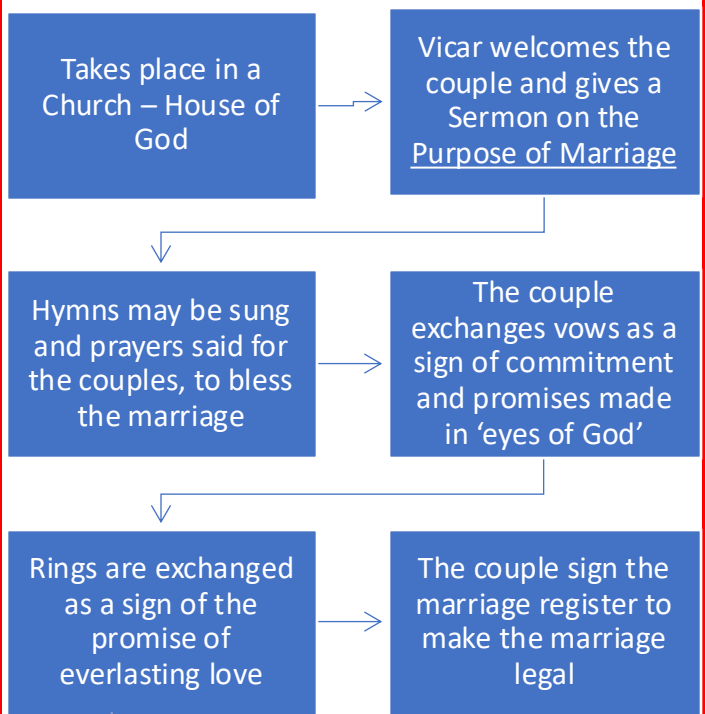 Takes place in a
Church – House of
God
Vicar welcomes the
couple and gives a
Sermon on the
Purpose of Marriage
Hymns may be sung
and prayers said for
the couples, to bless
the marriage
The couple
exchanges vows as a
sign of commitment
and promises made
in ‘eyes of God’
Rings are exchanged
as a sign of the
promise of
everlasting love
The couple sign the
marriage register to
make the marriage
legal